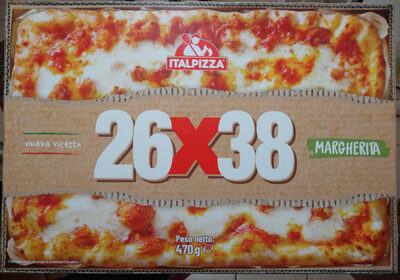 ITALPIZZA
nuova ricetta
26X38
MARGHERITA
Peso netto:
470g e